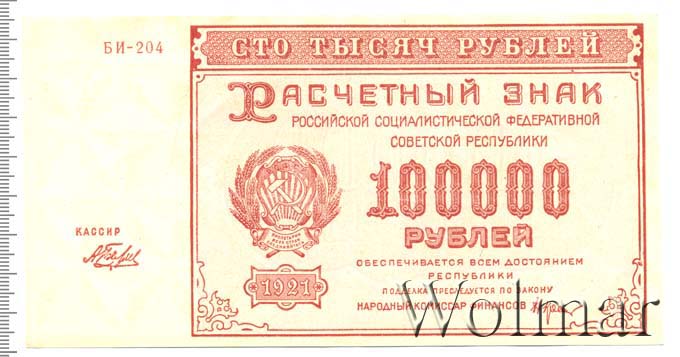 БИ-204
СТО ТЫСЯЧ РУБЛЕЙ
РАСЧЕТНЫЙ ЗНАК
РОССИЙСКОЙ СОЦИАЛИСТИЧЕСКОЙ ФЕДЕРАТИВНОЙ
СОВЕТСКОЙ РЕСПУБЛИКИ
100000
РУБЛЕЙ
ОБЕСПЕЧИВАЕТСЯ ВСЕМ ДОСТОЯНИЕМ
РЕСПУБЛИКИ
ПОДДЕЛКА ПРЕСЛЕДУЕТСЯ ПО ЗАКОНУ
НАРОДНЫЙ КОМИССАР ФИНАНСОВ
КАССИР
1921
Wolmar